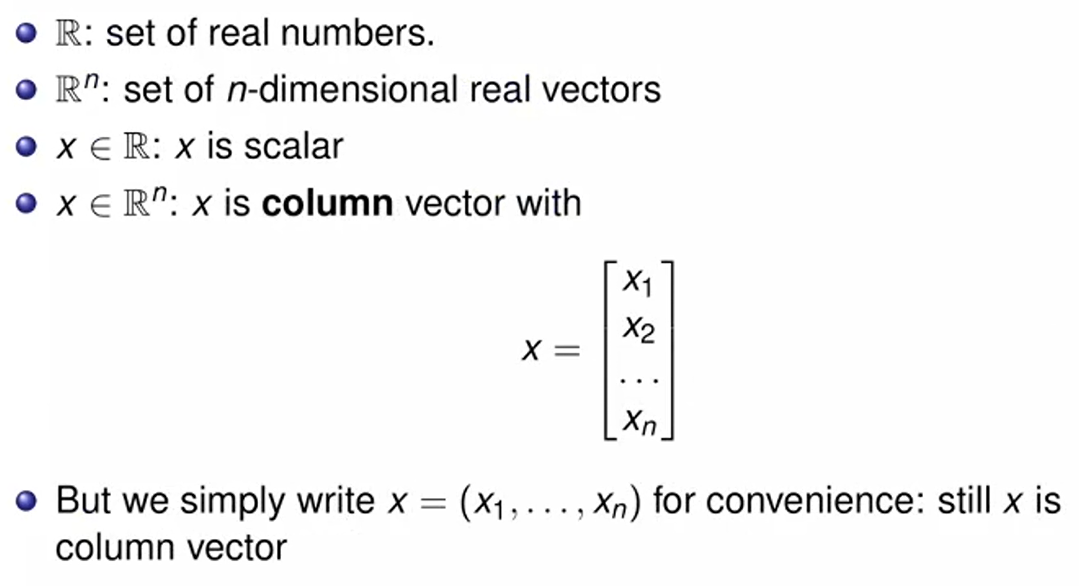 • ℝ: set of real numbers.
• ℝⁿ: set of n-dimensional real vectors
• x ∈ ℝ: x is scalar
• x ∈ ℝⁿ: x is column vector with
x = [x₁
x₂
...
xₙ]
• But we simply write x = (x₁, . . . , xₙ) for convenience: still x is
column vector